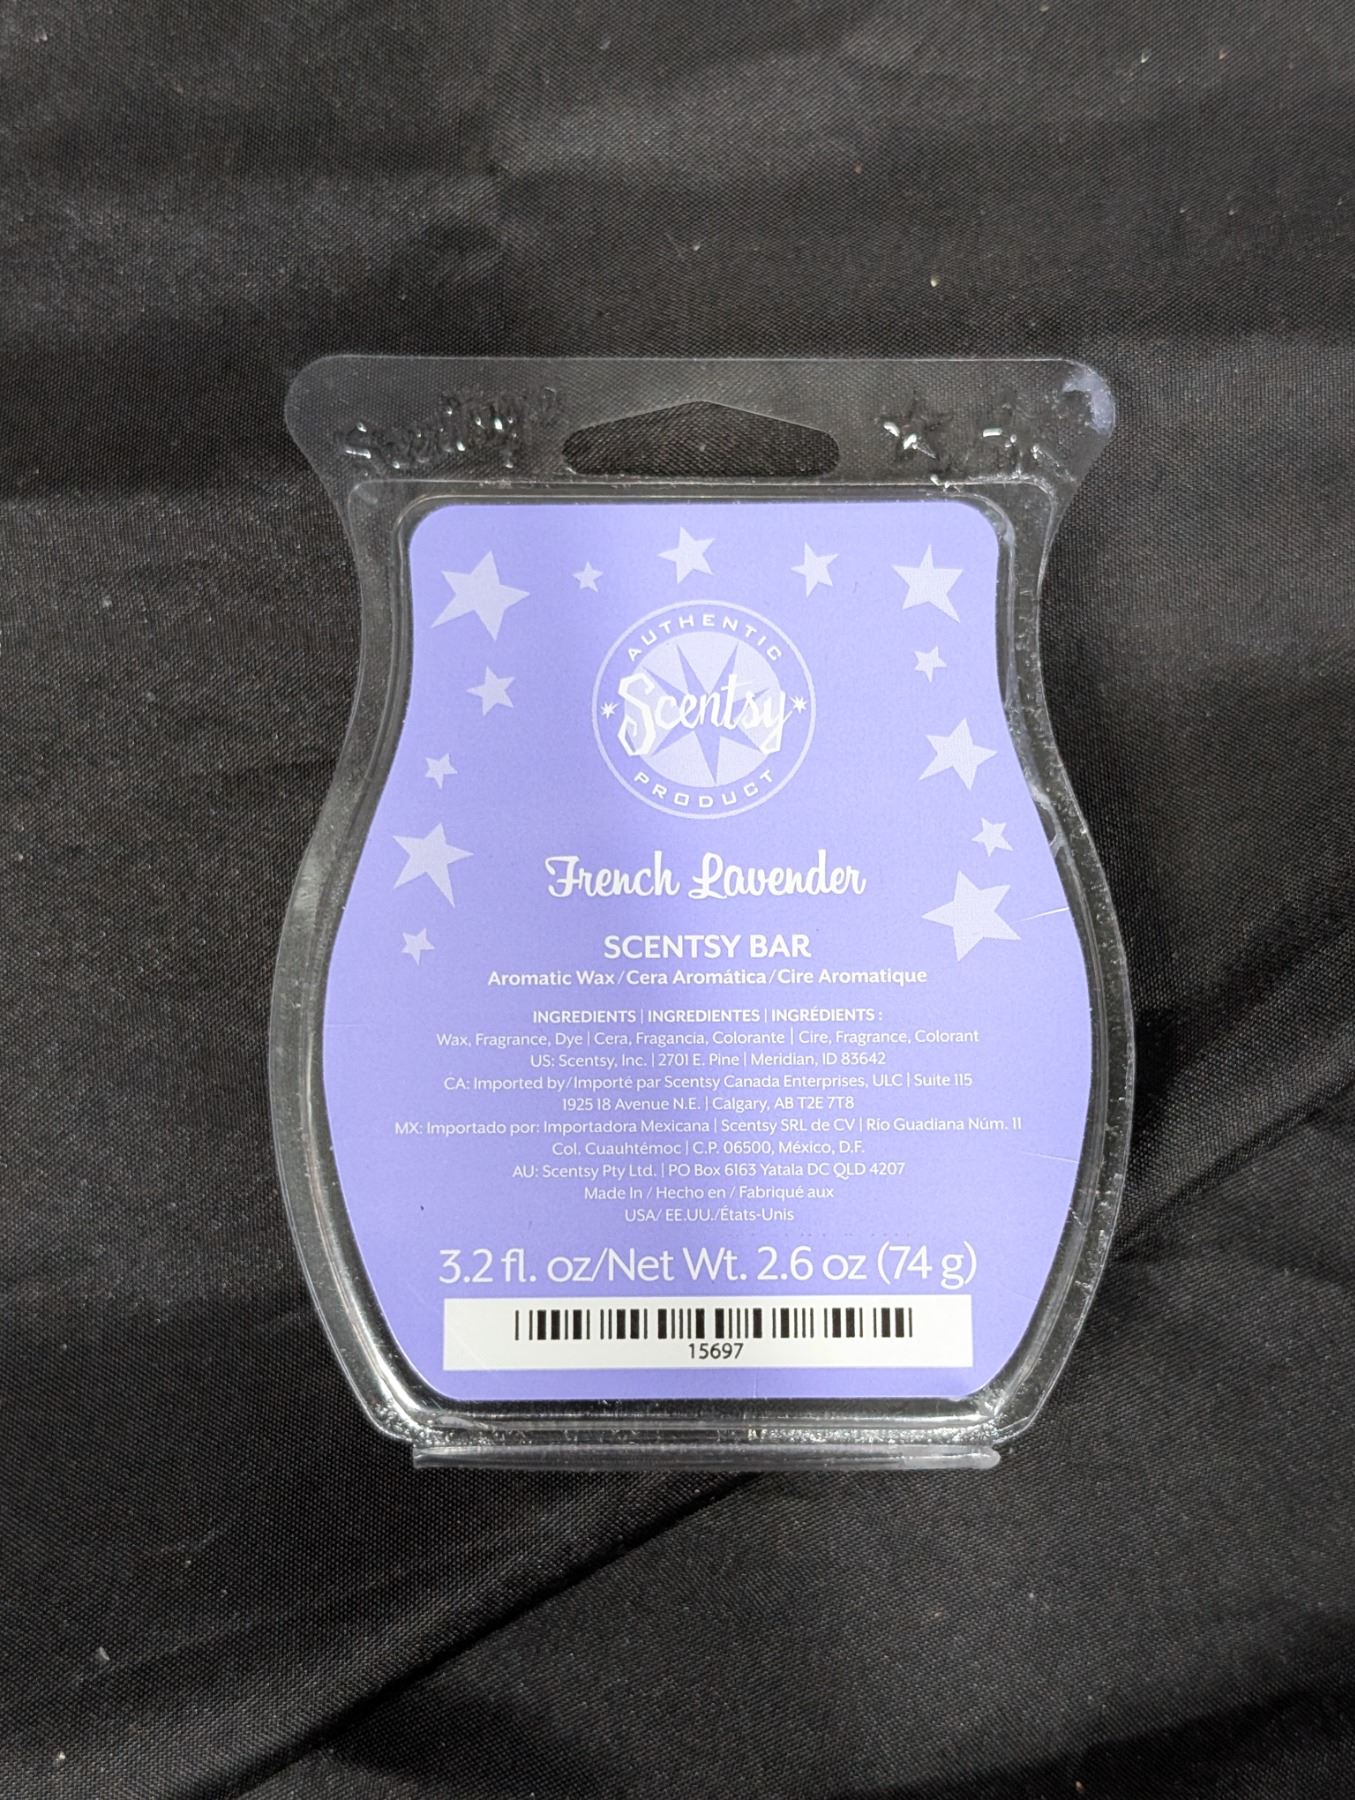 Scentsy
AUTHENTIC
Scentsy
PRODUCT
French Lavender
SCENTSY BAR
Aromatic Wax/Cera Aromática/Cire Aromatique
INGREDIENTS | INGREDIENTES | INGRÉDIENTS :
Wax, Fragrance, Dye | Cera, Fragancia, Colorante | Cire, Fragrance, Colorant
US: Scentsy, Inc. | 2701 E. Pine | Meridian, ID 83642
CA: Imported by/Importé par Scentsy Canada Enterprises, ULC | Suite 115
1925 18 Avenue N.E. | Calgary, AB T2E 7T8
MX: Importado por: Importadora Mexicana | Scentsy SRL de CV | Río Guadiana Núm. 11
Col. Cuauhtémoc | C.P. 06500, México, D.F.
AU: Scentsy Pty Ltd. | PO Box 6163 Yatala DC QLD 4207
Made In / Hecho en / Fabriqué aux
USA/ EE.UU./États-Unis
3.2 fl. oz/Net Wt. 2.6 oz (74 g)
15697